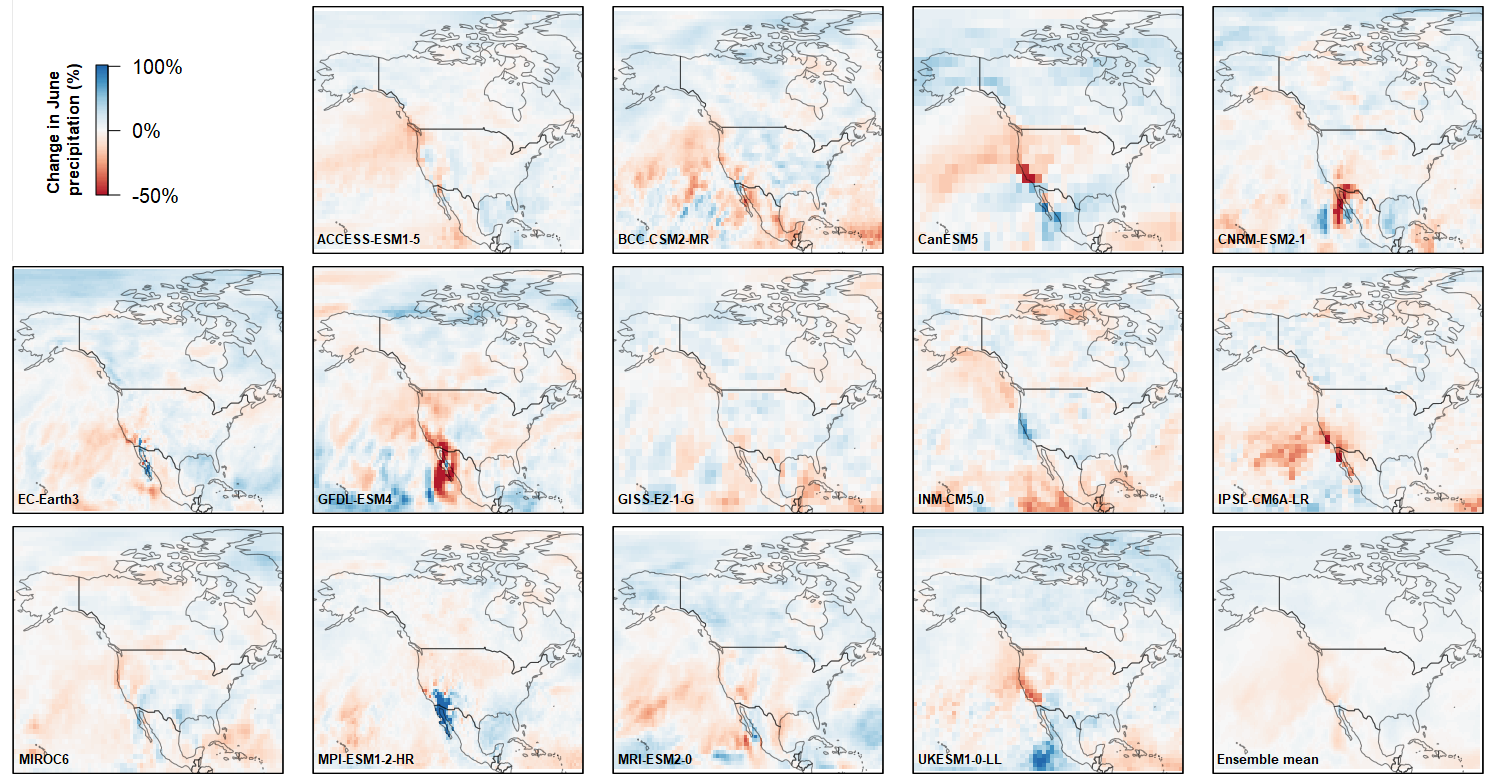 Change in June
precipitation (%)
100%
0%
-50%
ACCESS-ESM1-5
BCC-CSM2-MR
CanESM5
CNRM-ESM2-1
EC-Earth3
GFDL-ESM4
GISS-E2-1-G
INM-CM5-0
IPSL-CM6A-LR
MIROC6
MPI-ESM1-2-HR
MRI-ESM2-0
UKESM1-0-LL
Ensemble mean